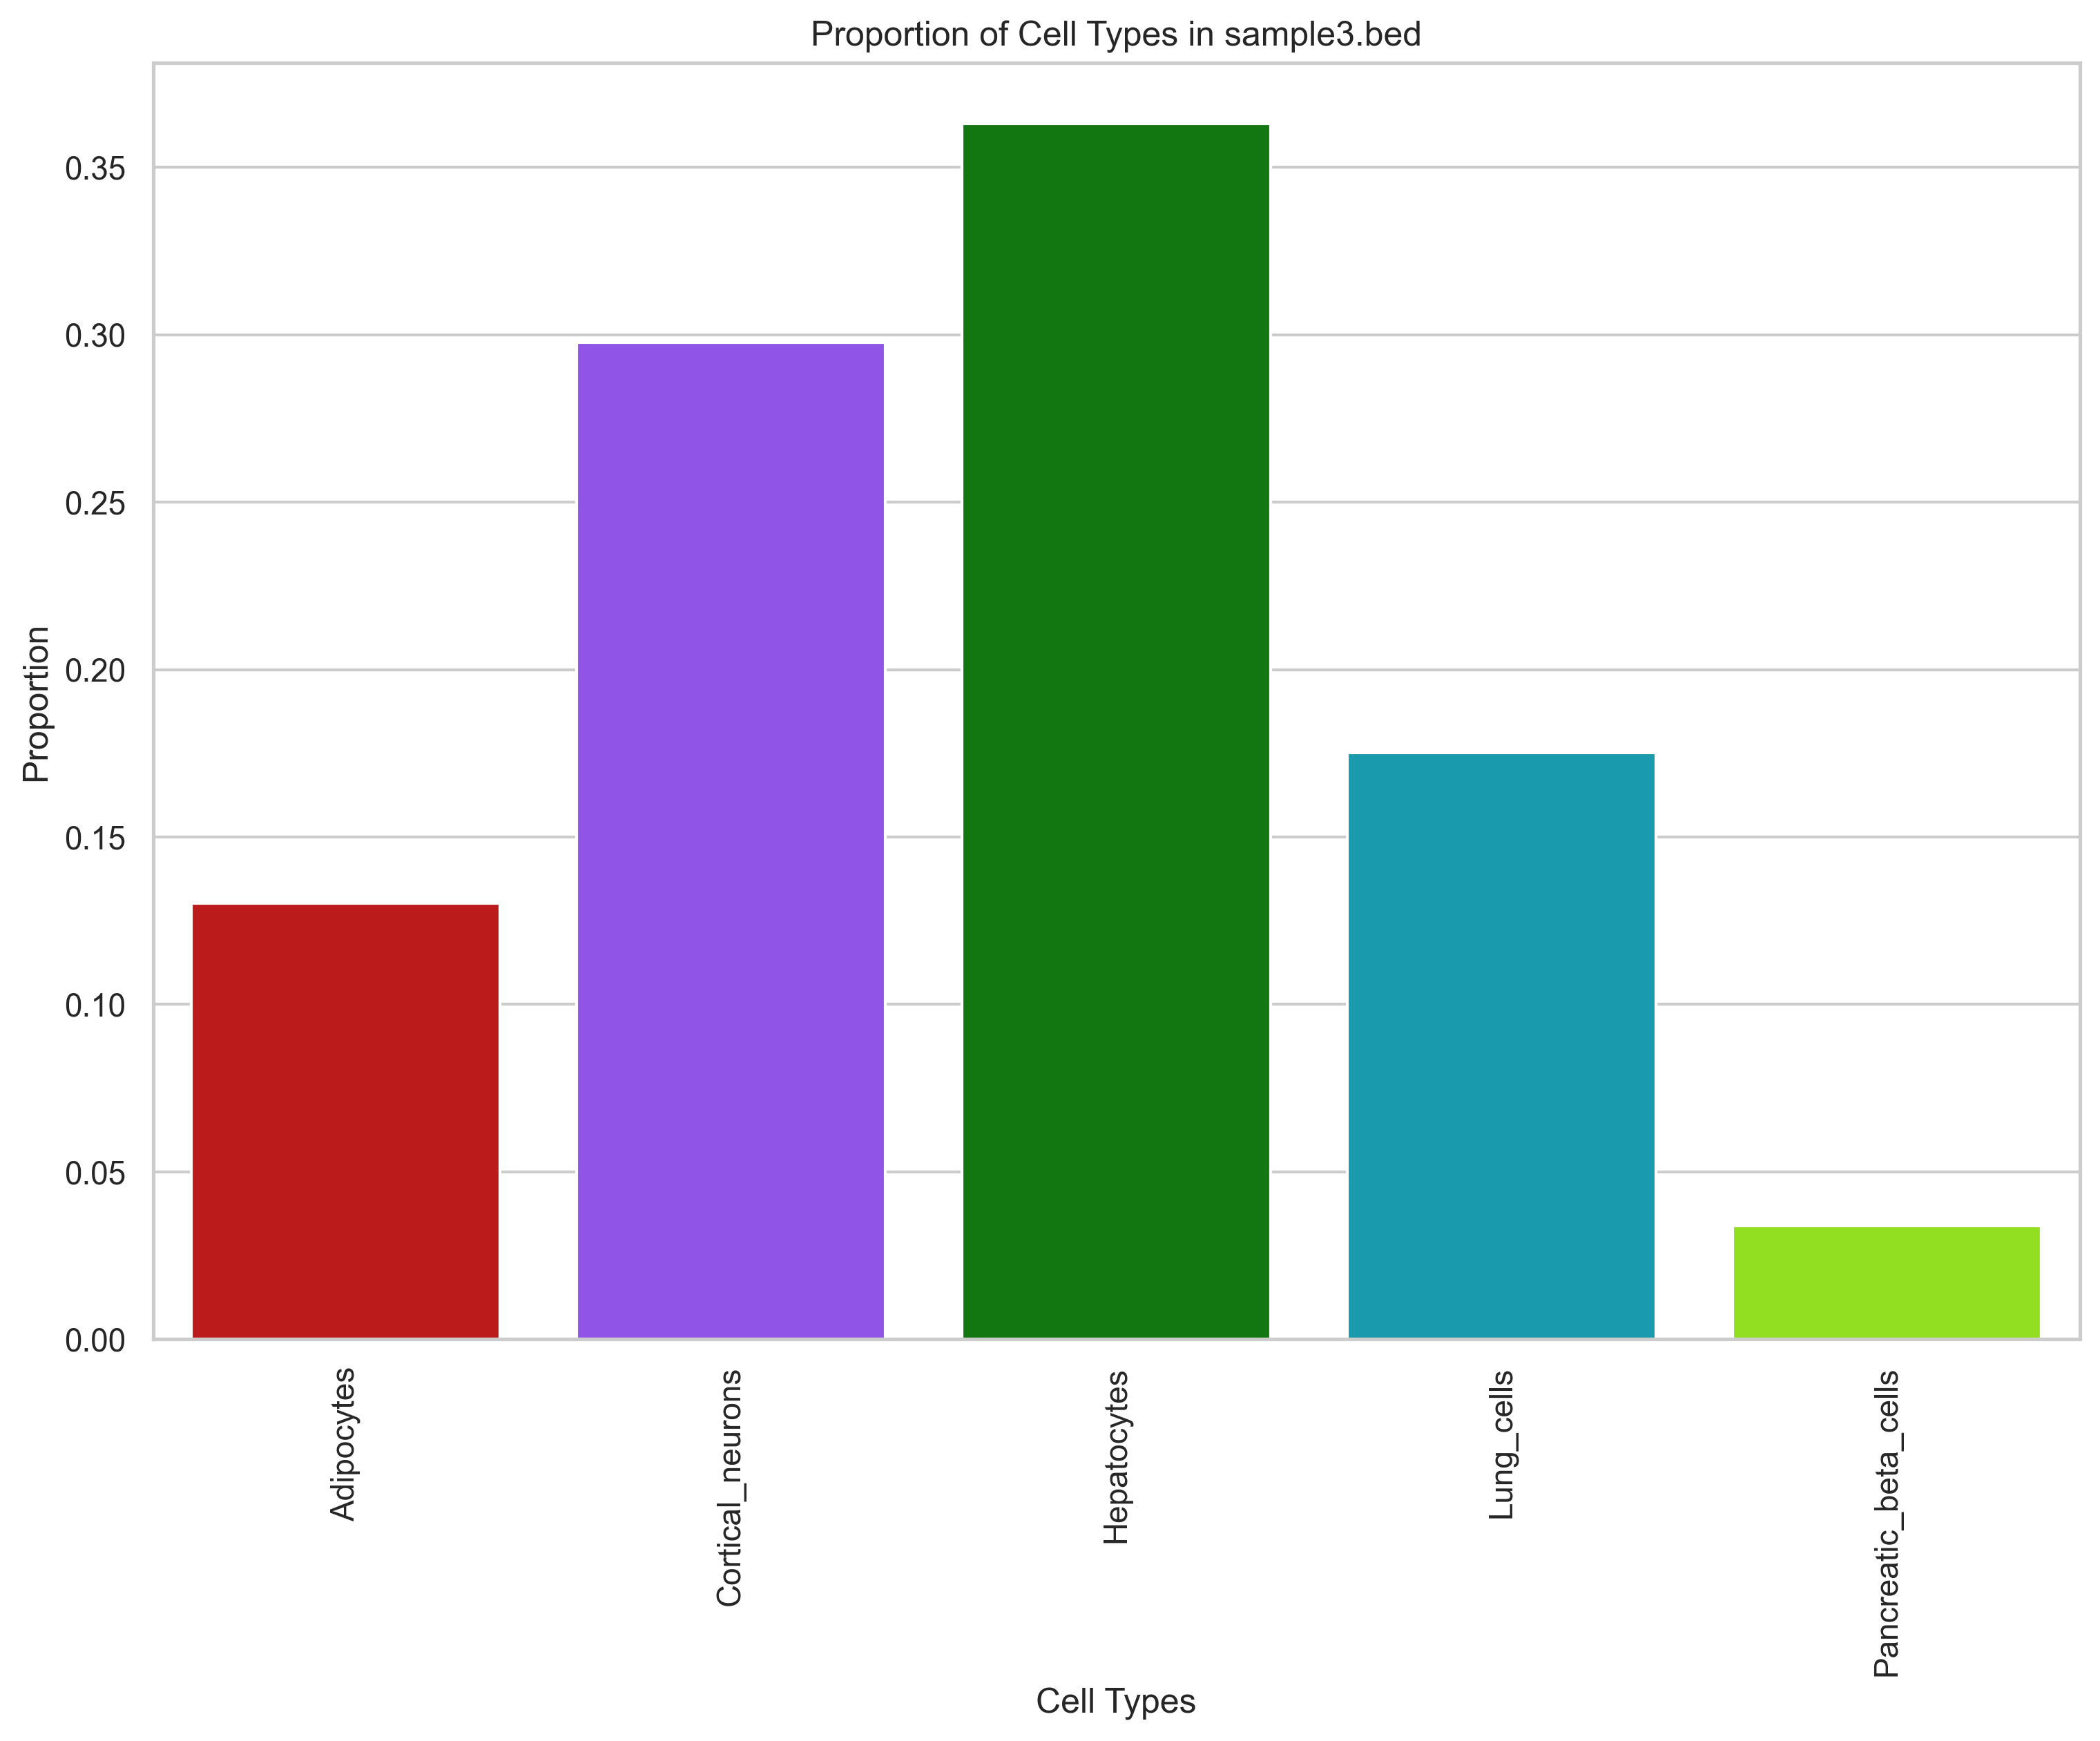 Proportion of Cell Types in sample3.bed
Proportion
0.35
0.30
0.25
0.20
0.15
0.10
0.05
0.00
Adipocytes
Cortical_neurons
Hepatocytes
Lung_cells
Pancreatic_beta_cells
Cell Types